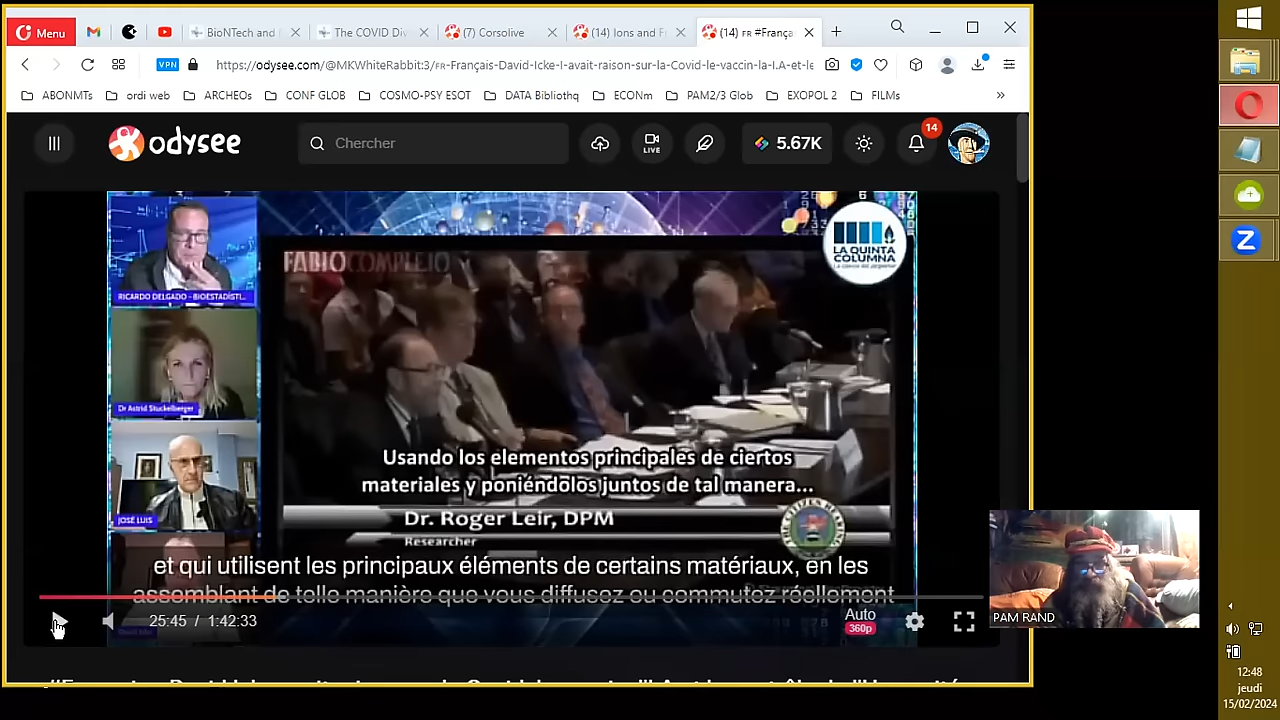 Menu
BioNTech and
The COVID Div
(7) Corsolive
(14) Ions and F
(14) FR #França
VPN
https://odysee.com/@MKWhiteRabbit:3/FR-Français-David-Icke-l-avait-raison-sur-la-Covid-le-vaccin-la-I.A-et-le
ABONMTs
ordi web
ARCHEOs
CONF GLOB
COSMO-PSY ESOT
DATA Bibliothq
ECONm
PAM2/3 Glob
EXOPOL 2
FILMs
»
odysee
Chercher
LIVE
5.67K
14
RICARDO DELGADO - BIOESTADÍSTI...
Dr Astrid Stuckelberger
JOSÉ LUIS
FABIOCOMPLEJO
LA QUINTA
COLUMNA
Usando los elementos principales de ciertos
materiales y poniéndolos juntos de tal manera...
Dr. Roger Leir, DPM
Researcher
et qui utilisent les principaux éléments de certains matériaux, en les
assemblant de telle manière que vous diffusez ou commutez réellement
25:45 / 1:42:33
Auto
360p
PAM RAND
12:48
jeudi
15/02/2024